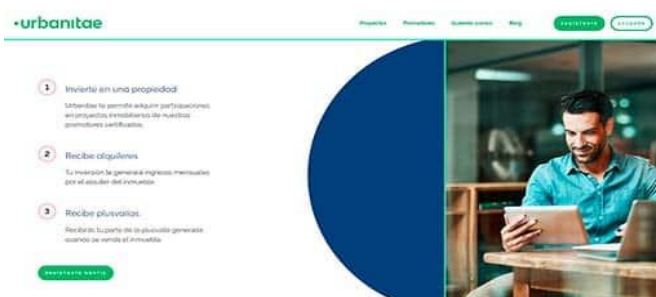 urbanitae
Proyectos Promotores Quiénes somos Blog REGÍSTRATE ACCEDER
1 Invierte en una propiedad
Urbanitae te permite adquirir participaciones
en proyectos inmobiliarios de nuestros
promotores certificados.
2 Recibe alquileres
Tu inversión te generará ingresos mensuales
por el alquiler del inmueble.
3 Recibe plusvalías.
Recibirás tu parte de la plusvalía generada
cuando se venda el inmueble.
REGÍSTRATE GRATIS